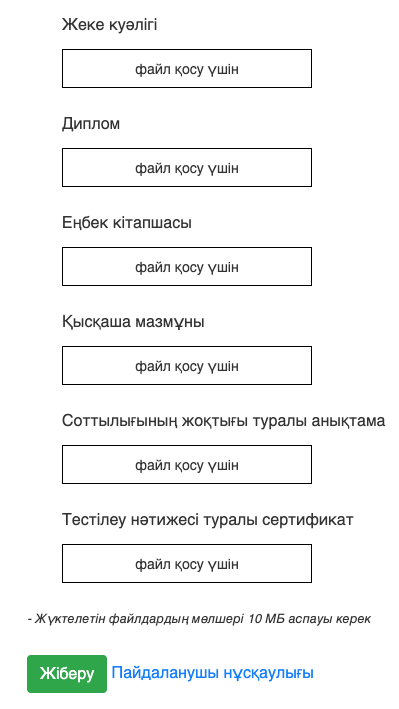 Жеке куәлігі
файл қосу үшін
Диплом
файл қосу үшін
Еңбек кітапшасы
файл қосу үшін
Қысқаша мазмұны
файл қосу үшін
Соттылығының жоқтығы туралы анықтама
файл қосу үшін
Тестілеу нәтижесі туралы сертификат
файл қосу үшін
- Жүктелетін файлдардың мөлшері 10 МБ аспауы керек
Жіберу Пайдаланушы нұсқаулығы